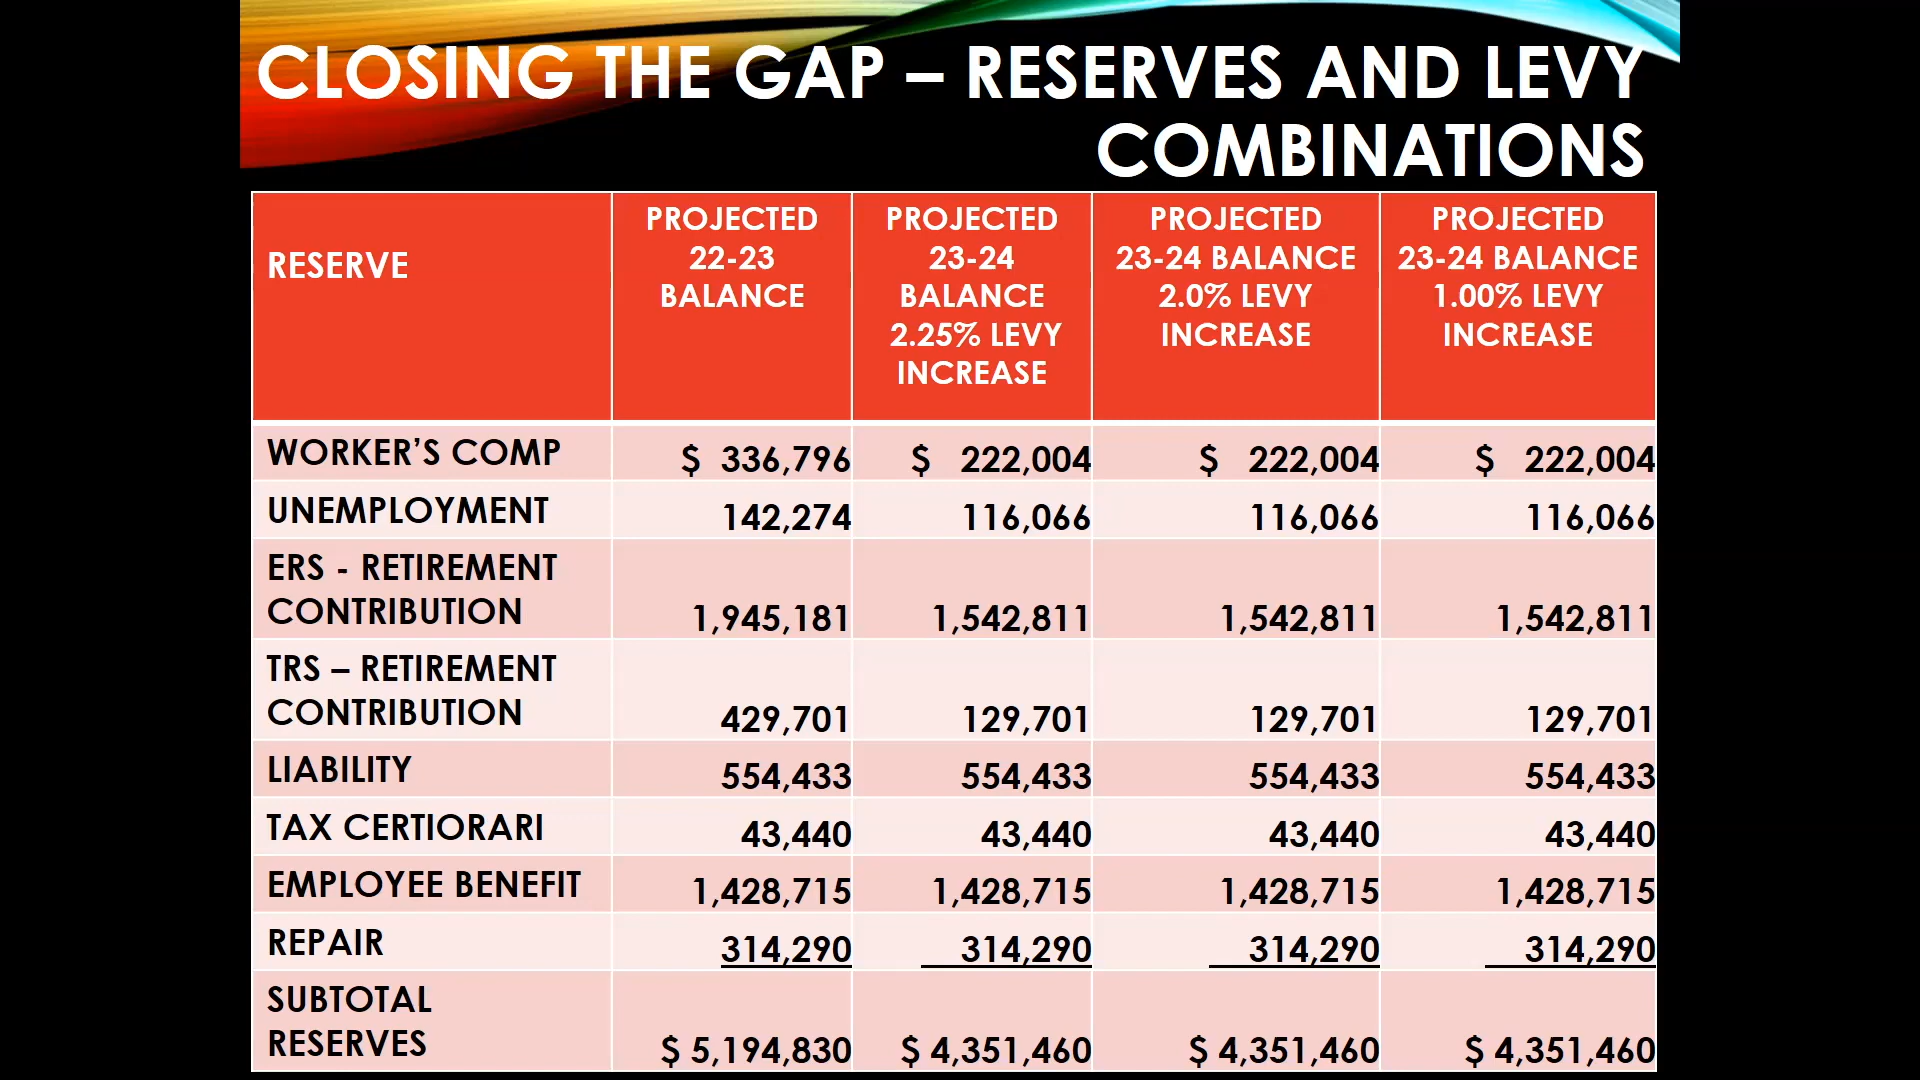 CLOSING THE GAP – RESERVES AND LEVY
COMBINATIONS
RESERVE
PROJECTED
22-23
BALANCE
PROJECTED
23-24
BALANCE
2.25% LEVY
INCREASE
PROJECTED
23-24 BALANCE
2.0% LEVY
INCREASE
PROJECTED
23-24 BALANCE
1.00% LEVY
INCREASE
WORKER’S COMP $ 336,796 $ 222,004 $ 222,004 $ 222,004
UNEMPLOYMENT 142,274 116,066 116,066 116,066
ERS - RETIREMENT
CONTRIBUTION 1,945,181 1,542,811 1,542,811 1,542,811
TRS – RETIREMENT
CONTRIBUTION 429,701 129,701 129,701 129,701
LIABILITY 554,433 554,433 554,433 554,433
TAX CERTIORARI 43,440 43,440 43,440 43,440
EMPLOYEE BENEFIT 1,428,715 1,428,715 1,428,715 1,428,715
REPAIR 314,290 314,290 314,290 314,290
SUBTOTAL
RESERVES $ 5,194,830 $ 4,351,460 $ 4,351,460 $ 4,351,460